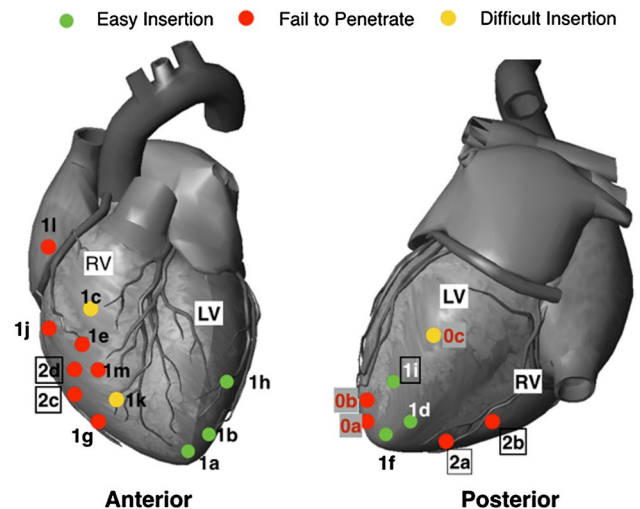 Easy Insertion Fail to Penetrate Difficult Insertion
1l
RV
1c
LV
1j
1e
2d
1m
1h
2c
1k
1g
1b
1a
Anterior
LV
0c
1i
RV
0b
1d
0a
2b
1f
2a
Posterior